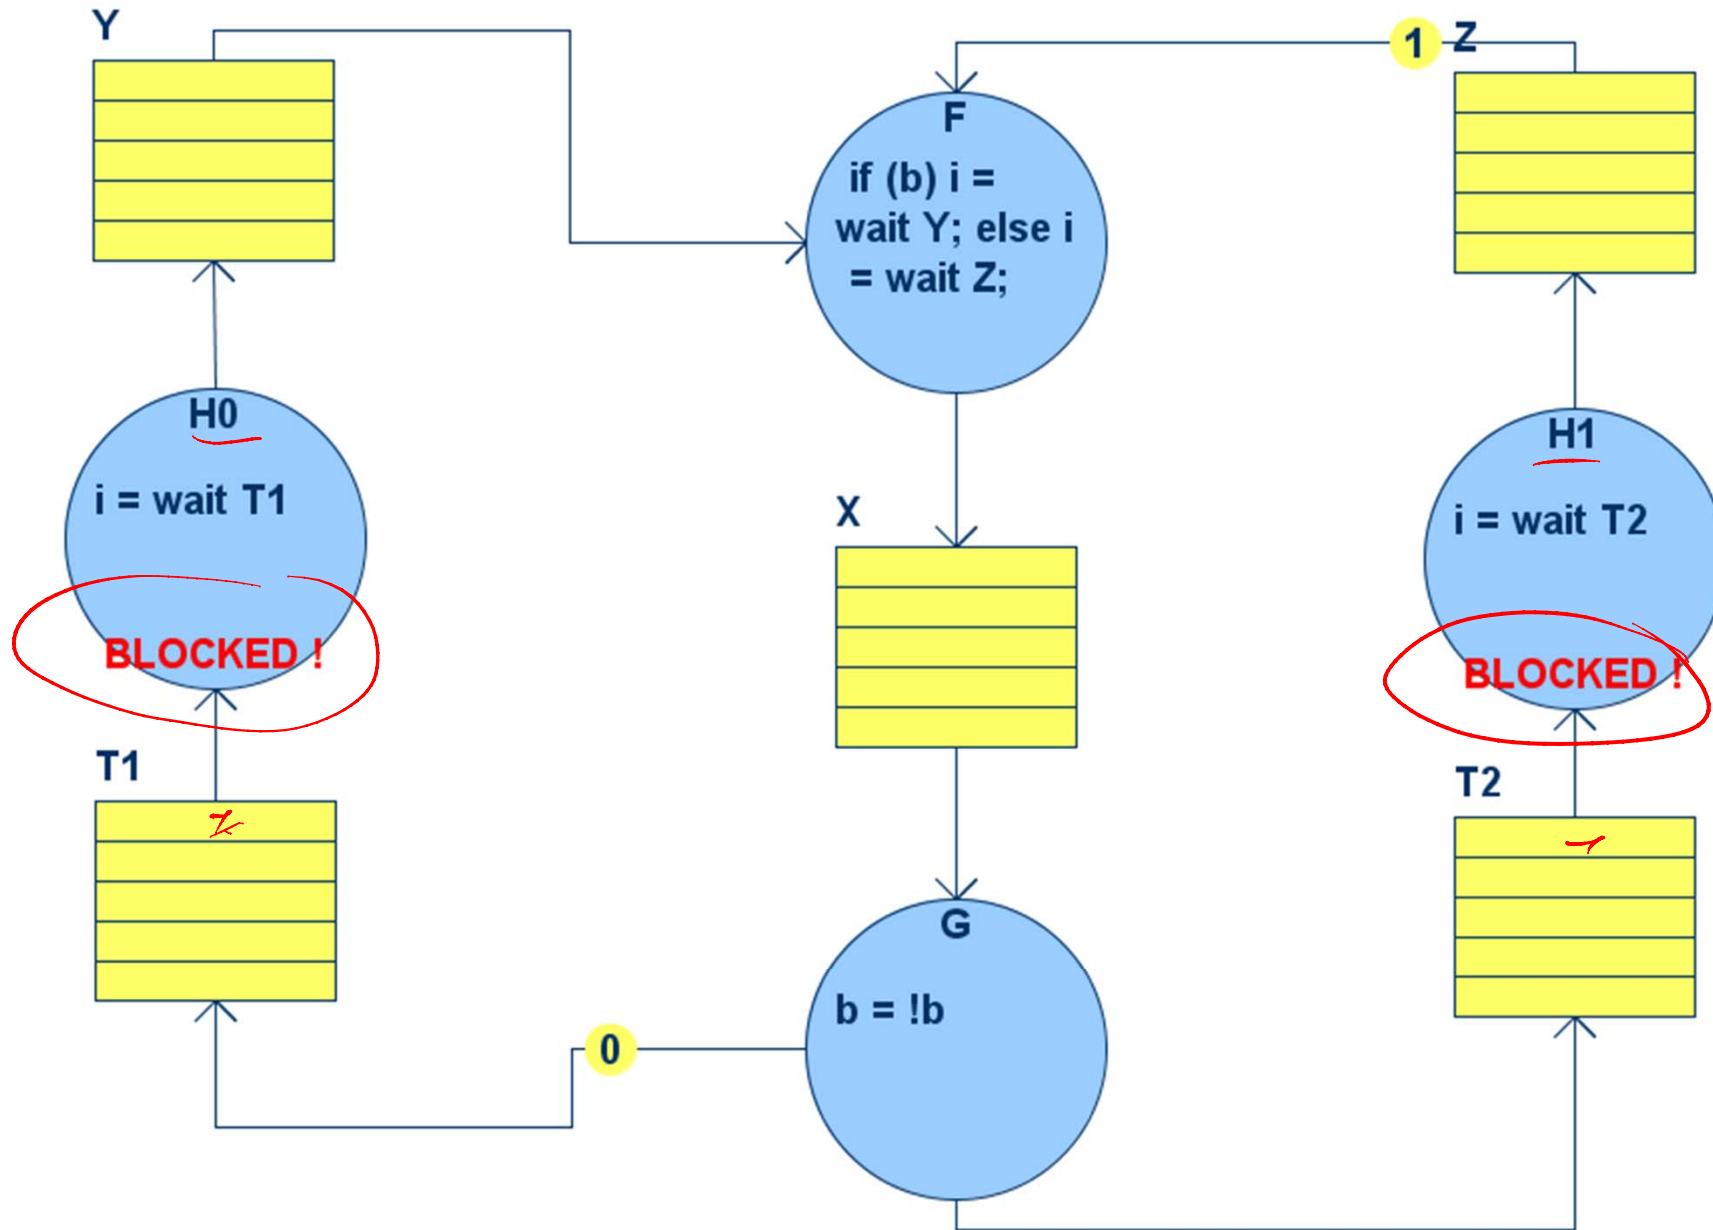 Y
1
Z
F
if (b) i =
wait Y; else i
= wait Z;
H0
i = wait T1
BLOCKED !
H1
i = wait T2
BLOCKED !
X
T1
T2
G
b = !b
0